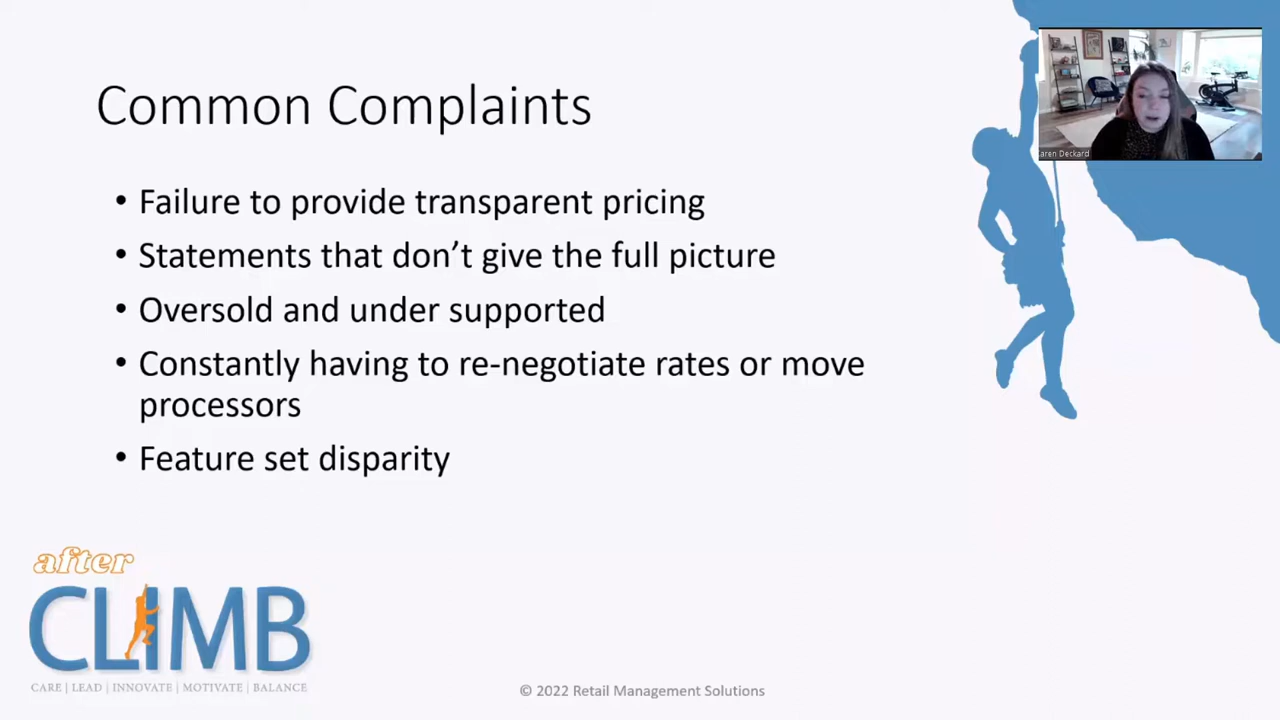 Common Complaints
aren Deckard
• Failure to provide transparent pricing
• Statements that don’t give the full picture
• Oversold and under supported
• Constantly having to re-negotiate rates or move
processors
• Feature set disparity
after
CLIMB
CARE | LEAD | INNOVATE | MOTIVATE | BALANCE
© 2022 Retail Management Solutions